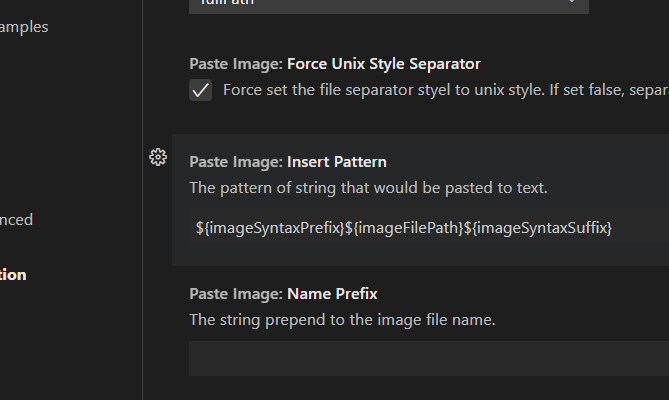 fullPath
amples
Paste Image: Force Unix Style Separator
Force set the file separator styel to unix style. If set false, separa
Paste Image: Insert Pattern
The pattern of string that would be pasted to text.
nced
${imageSyntaxPrefix}${imageFilePath}${imageSyntaxSuffix}
tion
Paste Image: Name Prefix
The string prepend to the image file name.